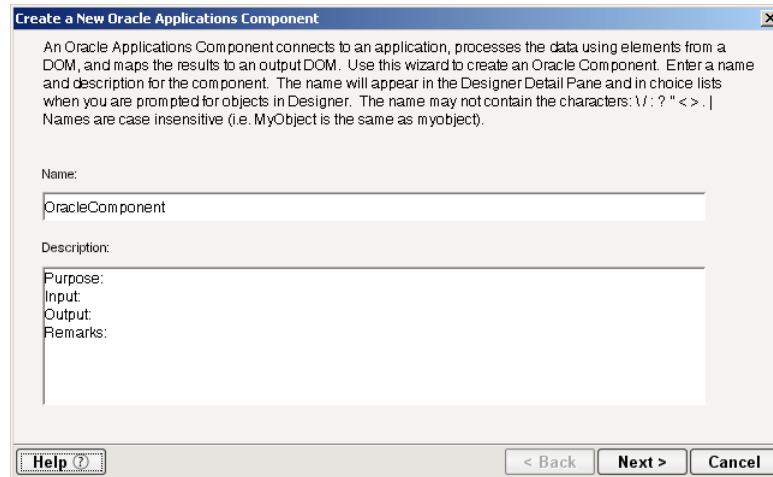 Create a New Oracle Applications Component
An Oracle Applications Component connects to an application, processes the data using elements from a
DOM, and maps the results to an output DOM. Use this wizard to create an Oracle Component. Enter a name
and description for the component. The name will appear in the Designer Detail Pane and in choice lists
when you are prompted for objects in Designer. The name may not contain the characters: \ / : ? " < > . |
Names are case insensitive (i.e. MyObject is the same as myobject).
Name:
OracleComponent
Description:
Purpose:
Input:
Output:
Remarks:
Help ?
< Back Next > Cancel